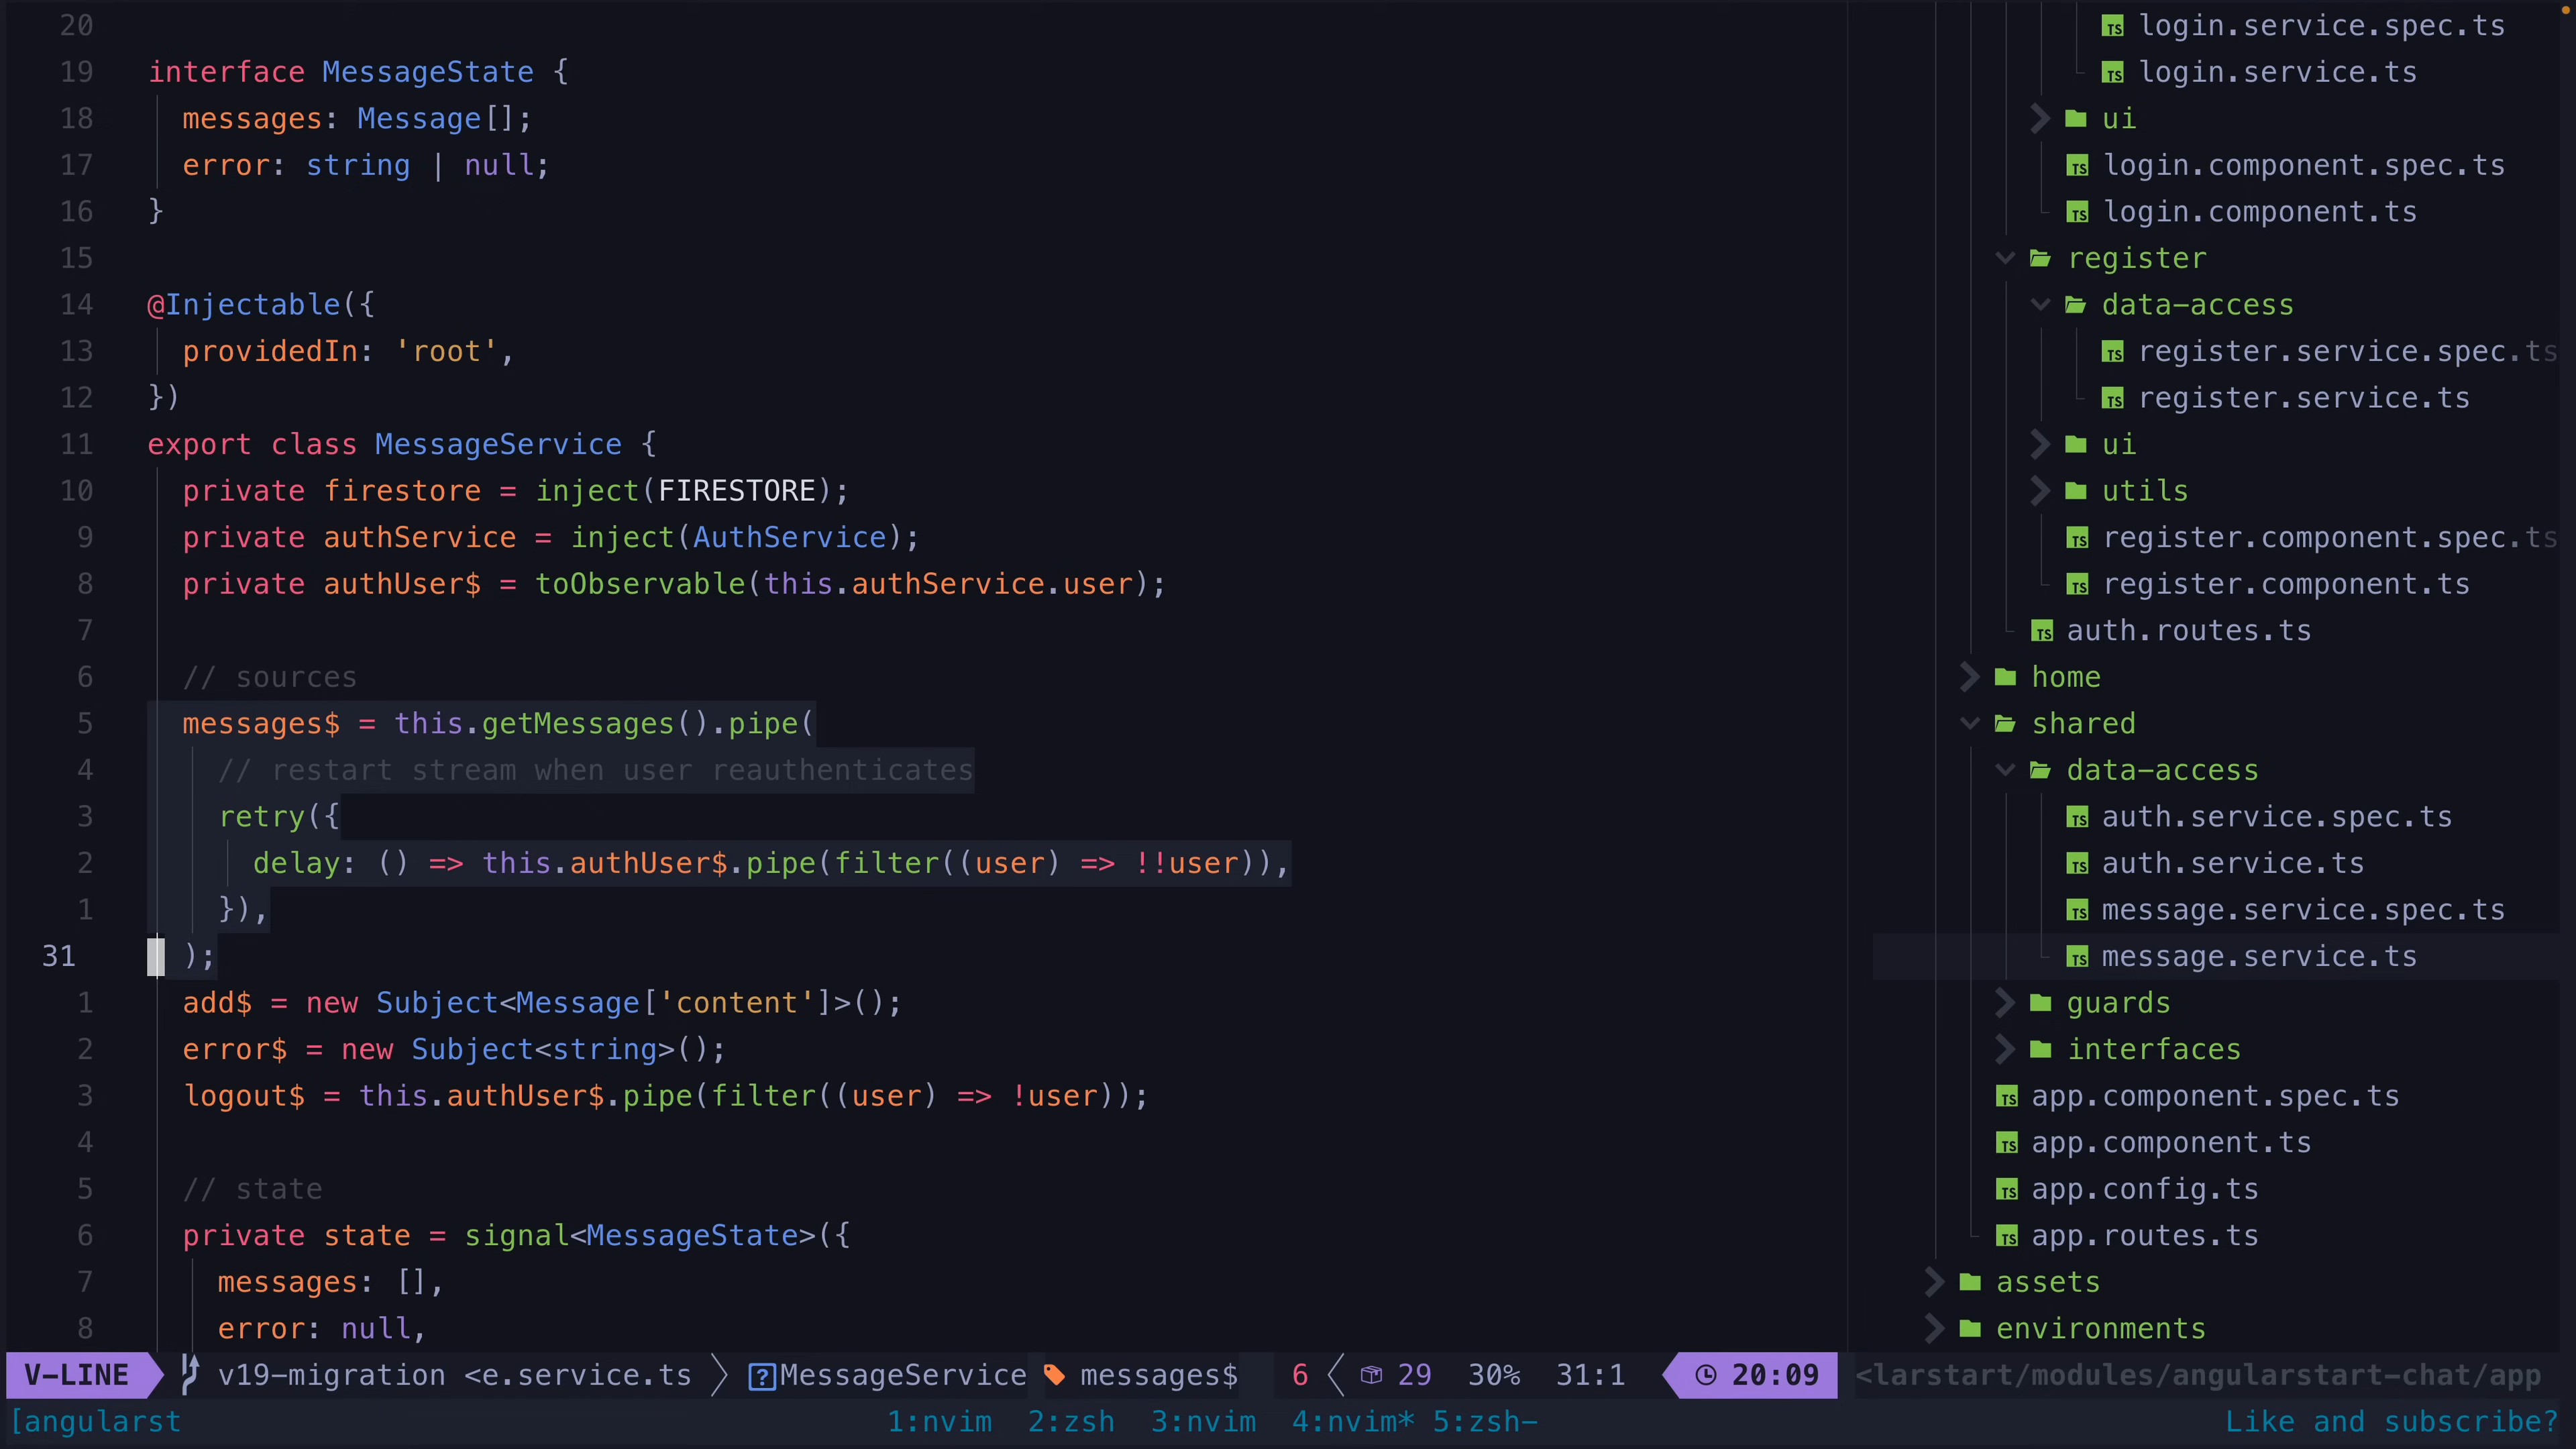 20
19 interface MessageState {
18 messages: Message[];
17 error: string | null;
16 }
15
14 @Injectable({
13 providedIn: 'root',
12 })
11 export class MessageService {
10 private firestore = inject(FIRESTORE);
9 private authService = inject(AuthService);
8 private authUser$ = toObservable(this.authService.user);
7
6 // sources
5 messages$ = this.getMessages().pipe(
4 // restart stream when user reauthenticates
3 retry({
2 delay: () => this.authUser$.pipe(filter((user) => !!user)),
1 }),
31 );
1 add$ = new Subject<Message['content']>();
2 error$ = new Subject<string>();
3 logout$ = this.authUser$.pipe(filter((user) => !user));
4
5 // state
6 private state = signal<MessageState>({
7 messages: [],
8 error: null,
login.service.spec.ts
login.service.ts
ui
login.component.spec.ts
login.component.ts
register
data-access
register.service.spec.ts
register.service.ts
ui
utils
register.component.spec.ts
register.component.ts
auth.routes.ts
home
shared
data-access
auth.service.spec.ts
auth.service.ts
message.service.spec.ts
message.service.ts
guards
interfaces
app.component.spec.ts
app.component.ts
app.config.ts
app.routes.ts
assets
environments
V-LINE v19-migration <e.service.ts MessageService messages$ 6 29 30% 31:1 20:09 <larstart/modules/angularstart-chat/app
[angularst 1:nvim 2:zsh 3:nvim 4:nvim* 5:zsh- Like and subscribe?